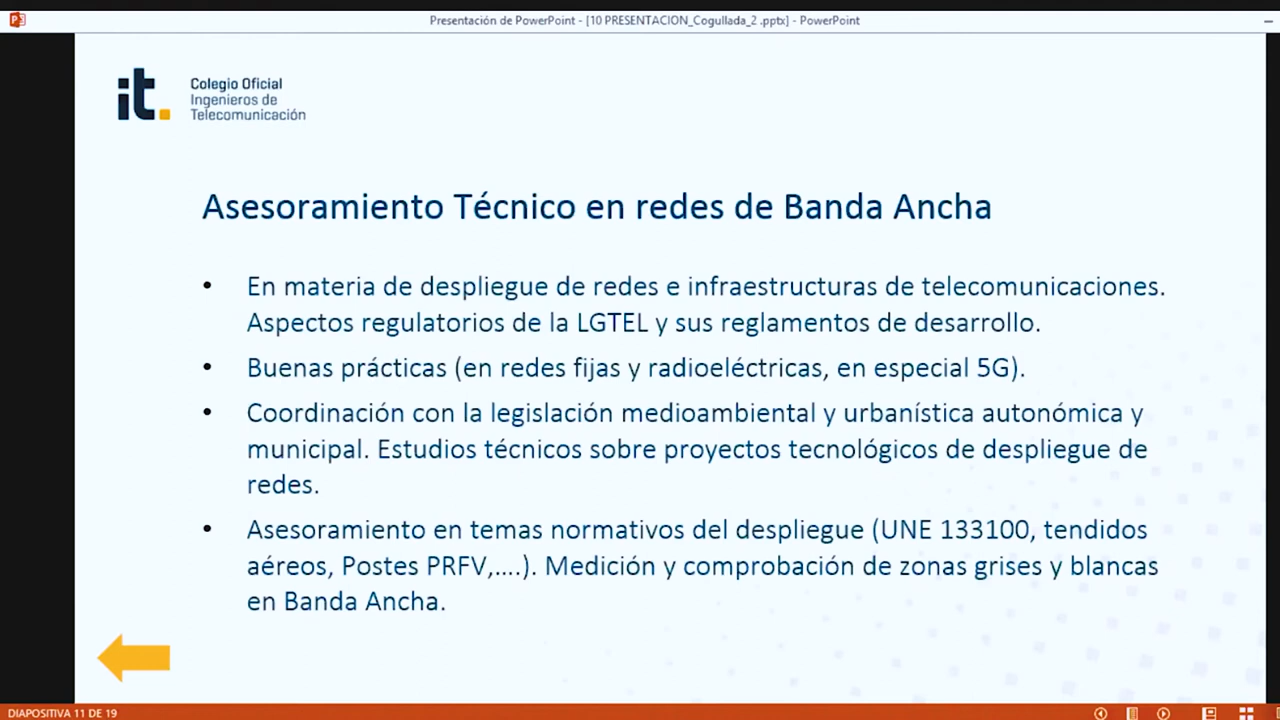 Presentación de PowerPoint - [10 PRESENTACION_Cogullada_2 .pptx] - PowerPoint
it.
Colegio Oficial
Ingenieros de
Telecomunicación
Asesoramiento Técnico en redes de Banda Ancha
• En materia de despliegue de redes e infraestructuras de telecomunicaciones.
Aspectos regulatorios de la LGTEL y sus reglamentos de desarrollo.
• Buenas prácticas (en redes fijas y radioeléctricas, en especial 5G).
• Coordinación con la legislación medioambiental y urbanística autonómica y
municipal. Estudios técnicos sobre proyectos tecnológicos de despliegue de
redes.
• Asesoramiento en temas normativos del despliegue (UNE 133100, tendidos
aéreos, Postes PRFV,....). Medición y comprobación de zonas grises y blancas
en Banda Ancha.
DIAPOSITIVA 11 DE 19